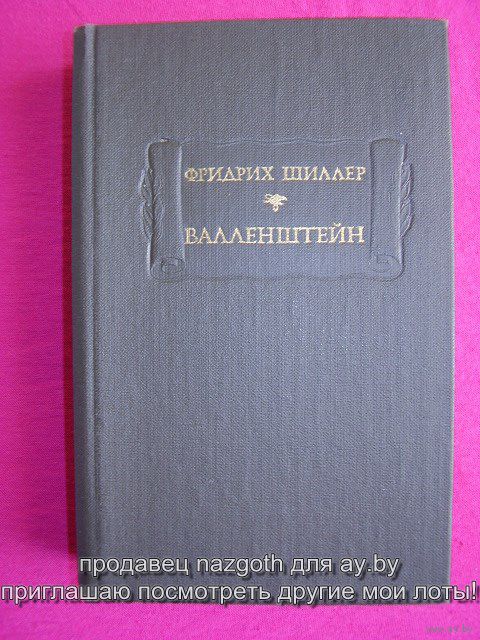 ФРИДРИХ ШИЛЛЕР
ВАЛЛЕНШТЕЙН
продавец nazgoth для ay.by
приглашаю посмотреть другие мои лоты!